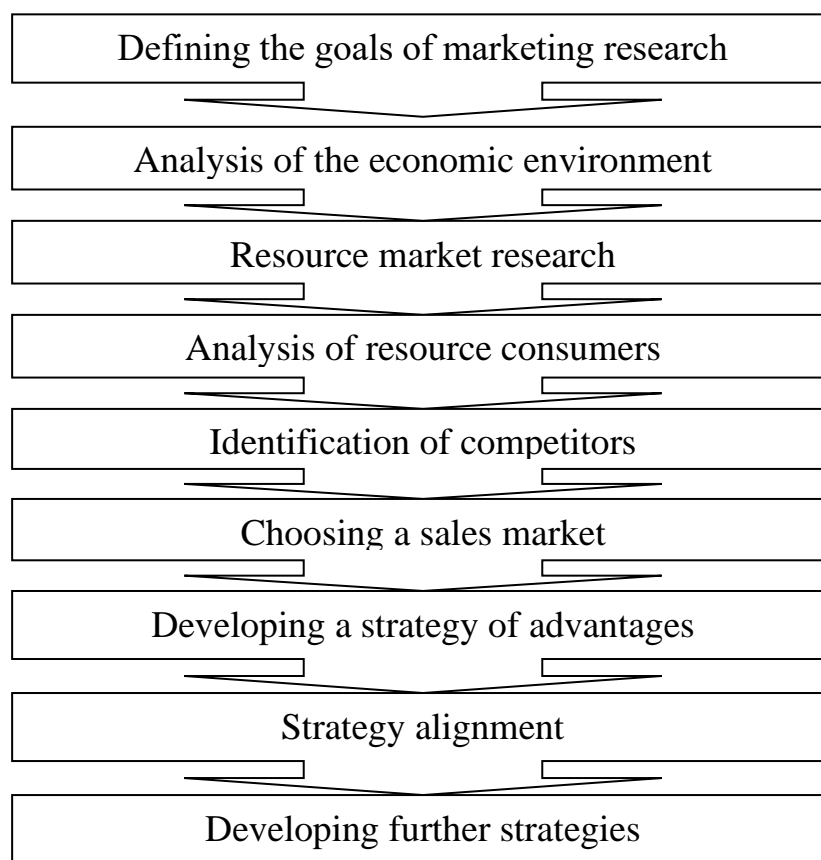 Defining the goals of marketing research
Analysis of the economic environment
Resource market research
Analysis of resource consumers
Identification of competitors
Choosing a sales market
Developing a strategy of advantages
Strategy alignment
Developing further strategies